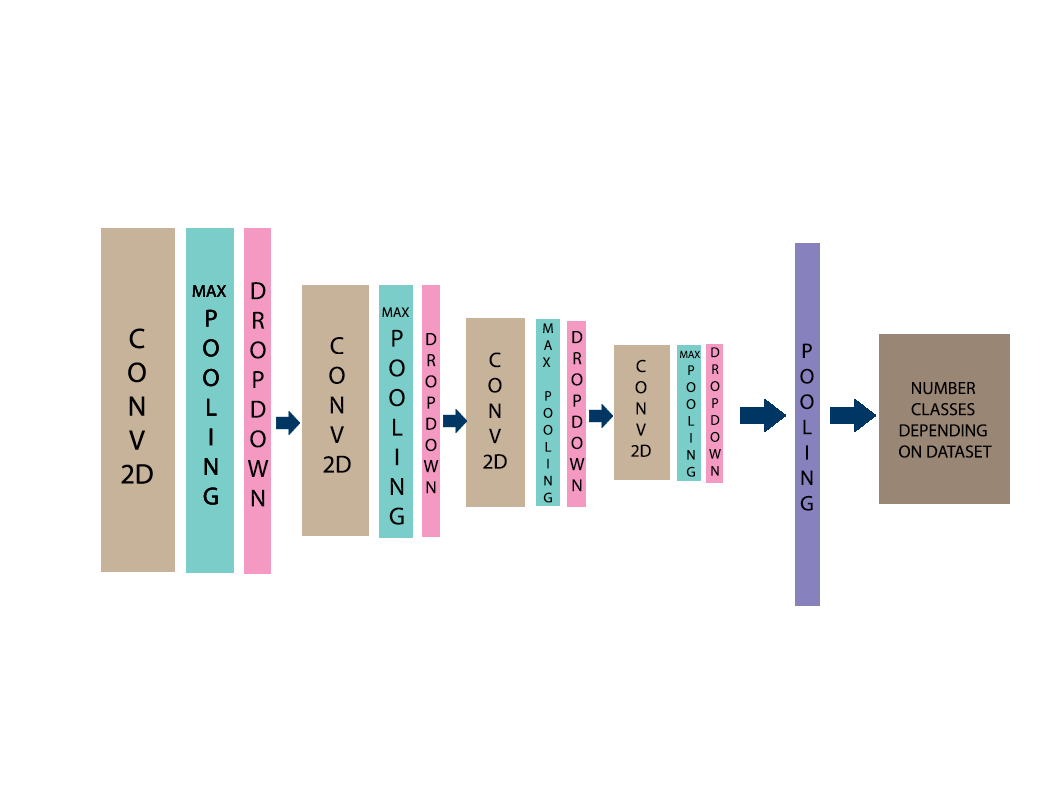 CONV 2D
MAX POOLING
DROPDOWN
CONV 2D
MAX POOLING
DROPDOWN
CONV 2D
MAX POOLING
DROPDOWN
CONV 2D
MAX POOLING
DROPDOWN
POOLING
NUMBER
CLASSES
DEPENDING
ON DATASET